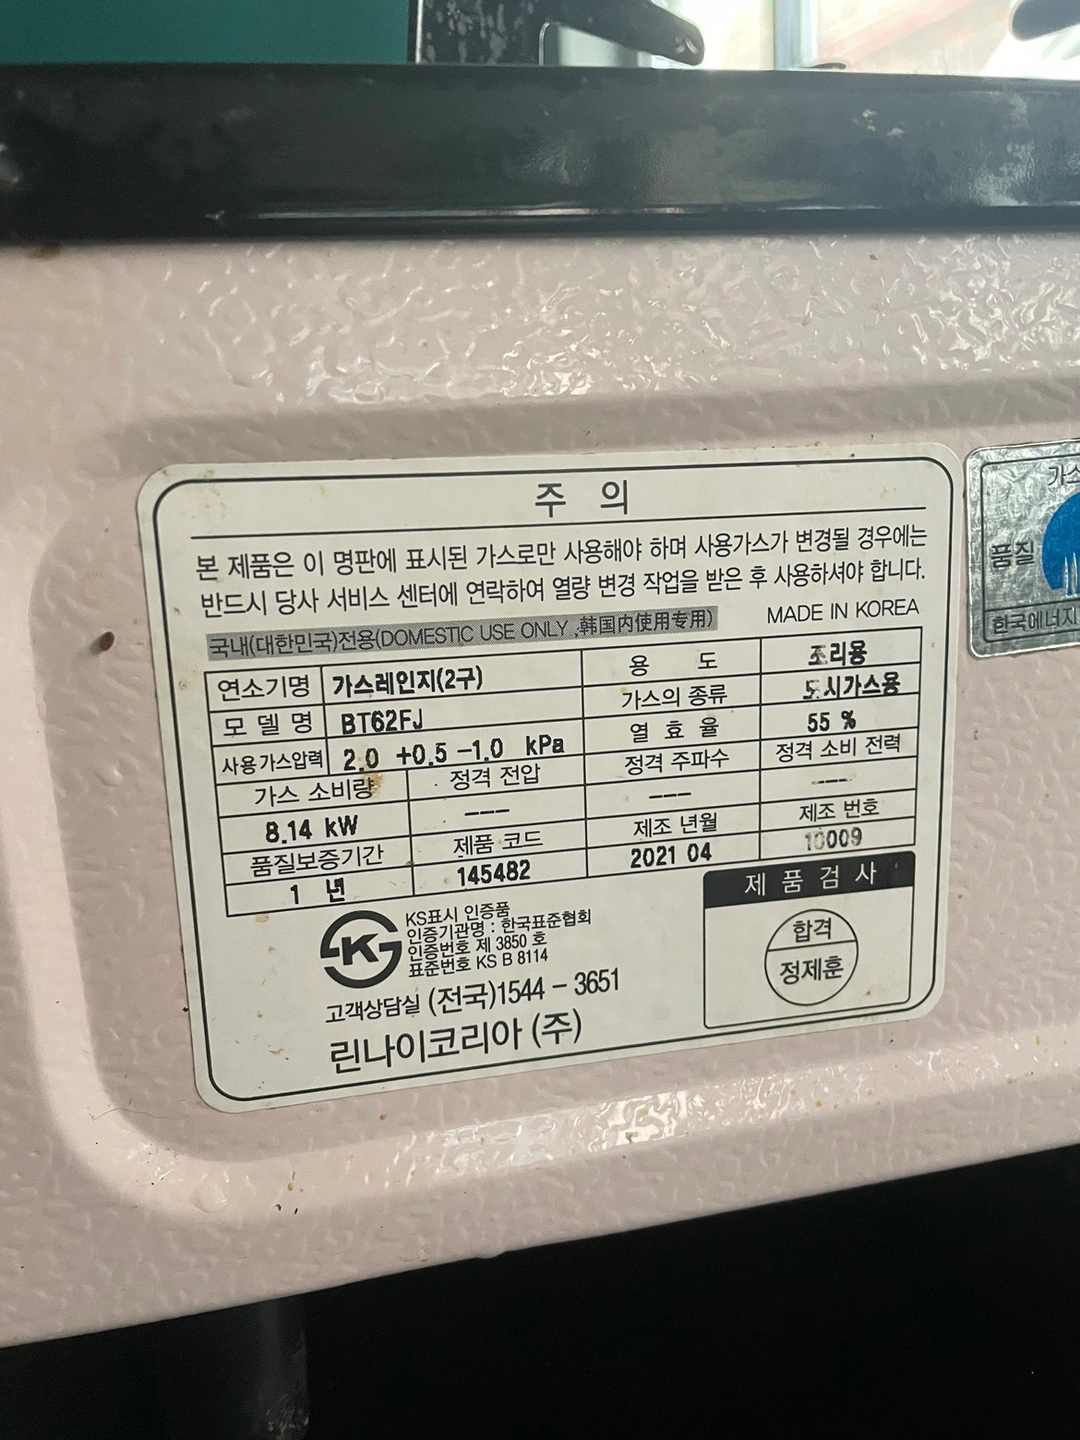 주 의
본 제품은 이 명판에 표시된 가스로만 사용해야 하며 사용가스가 변경될 경우에는
반드시 당사 서비스 센터에 연락하여 열량 변경 작업을 받은 후 사용하셔야 합니다.
국내(대한민국)전용(DOMESTIC USE ONLY ,韩国内使用专用) MADE IN KOREA
연소기명 가스레인지(2구) 용 도 조리용
모 델 명 BT62FJ 가스의 종류 도시가스용
사용가스압력 2.0 +0.5 -1.0 kPa 열 효 율 55 %
가스 소비량 정격 전압 정격 주파수 정격 소비 전력
8.14 kW --- --- ---
품질보증기간 제품 코드 제조 년월 제조 번호
1 년 145482 2021 04 10009
KS표시 인증품
인증기관명 : 한국표준협회
인증번호 제 3850 호
표준번호 KS B 8114
고객상담실 (전국)1544 - 3651
린나이코리아 (주)
제 품 검 사
합격
정제훈
품질
한국에너지